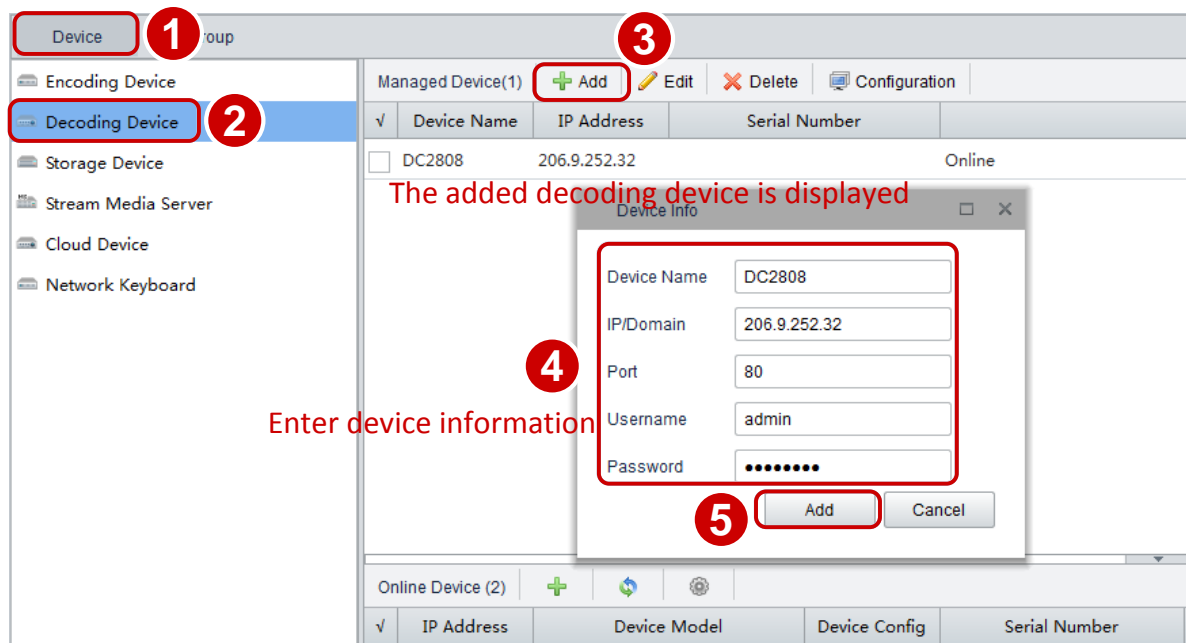 Device 1 roup
3
Encoding Device
Managed Device(1) Add Edit Delete Configuration
Decoding Device 2
√ Device Name IP Address Serial Number
Storage Device
DC2808 206.9.252.32 Online
The added decoding device is displayed
Stream Media Server
Device Info
Cloud Device
Network Keyboard
Device Name DC2808
IP/Domain 206.9.252.32
4
Port 80
Enter device information
Username admin
Password ●●●●●●●●
5 Add Cancel
Online Device (2)
√ IP Address Device Model Device Config Serial Number